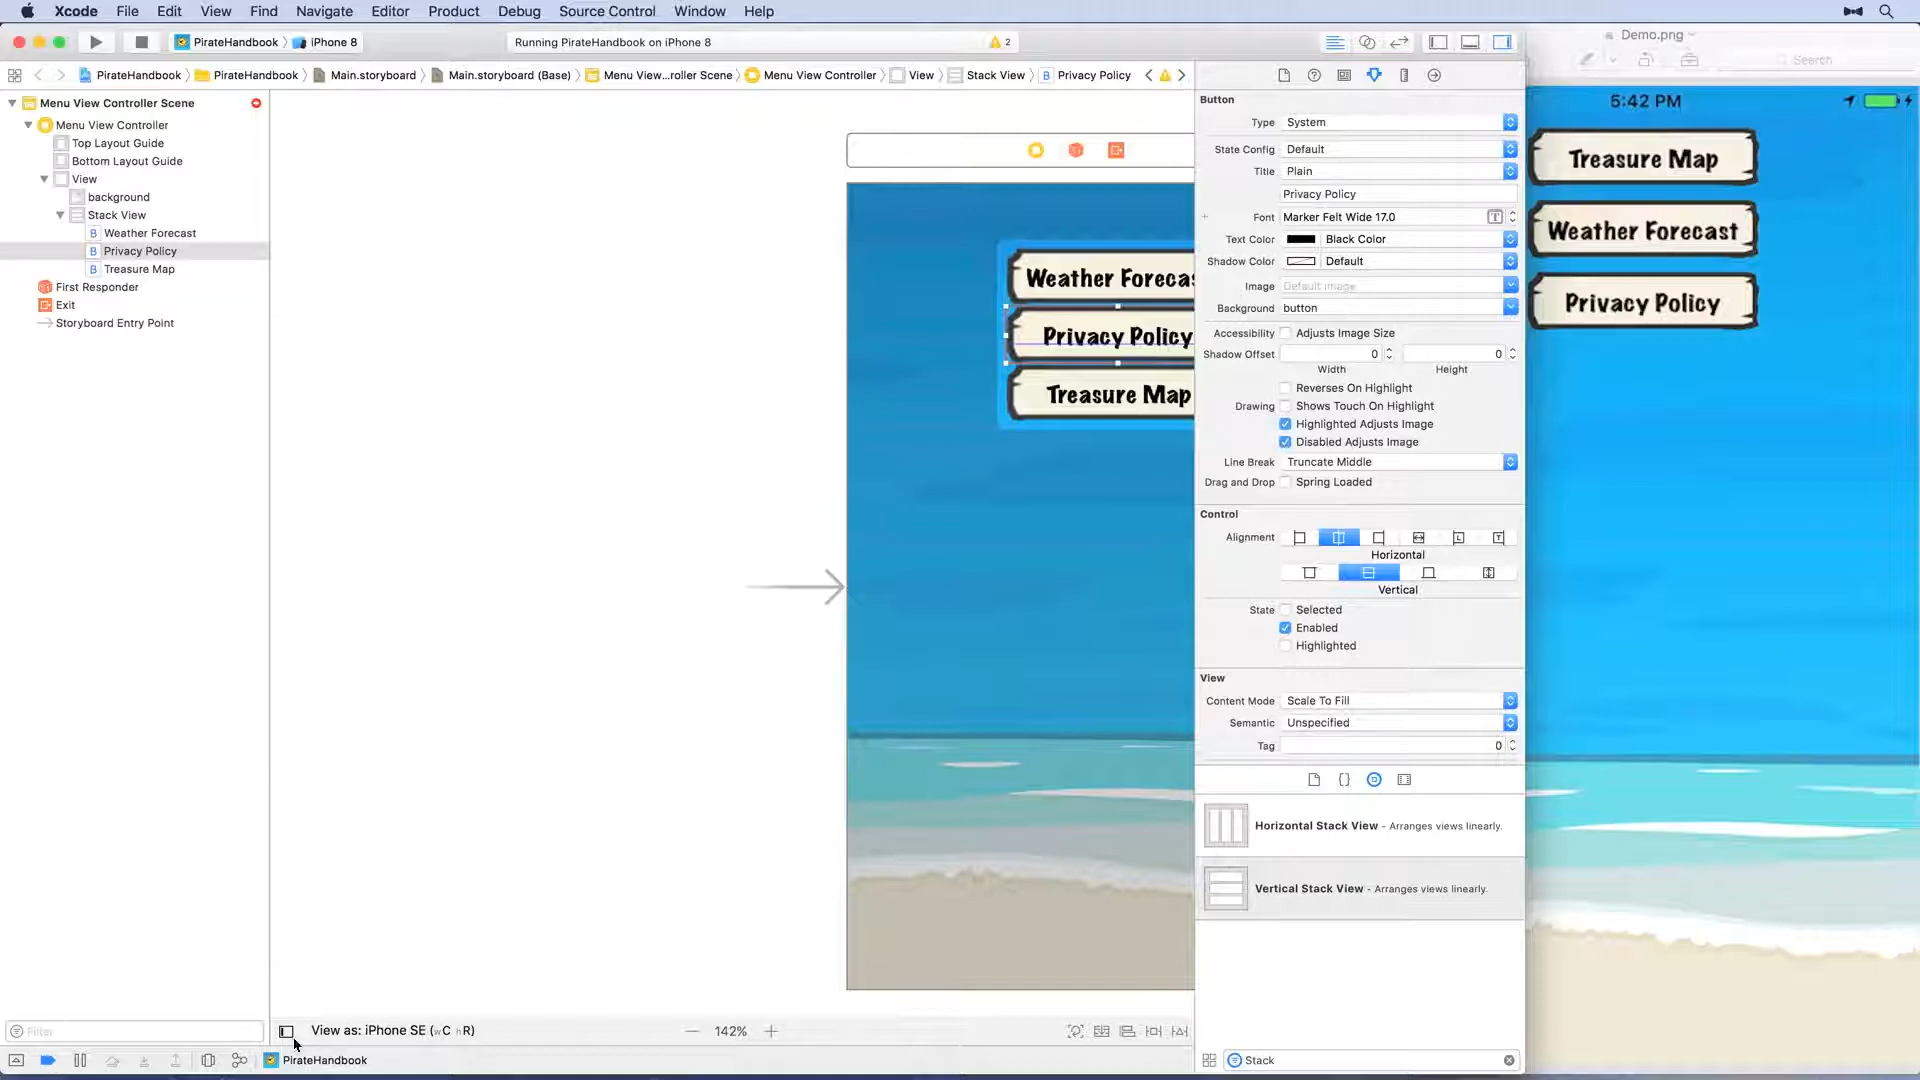 Xcode File Edit View Find Navigate Editor Product Debug Source Control Window Help
PirateHandbook iPhone 8
Running PirateHandbook on iPhone 8
2
Demo.png
Search
PirateHandbook PirateHandbook Main.storyboard Main.storyboard (Base) Menu View...roller Scene Menu View Controller View Stack View B Privacy Policy
Menu View Controller Scene
Menu View Controller
Top Layout Guide
Bottom Layout Guide
View
background
Stack View
B Weather Forecast
B Privacy Policy
B Treasure Map
First Responder
Exit
Storyboard Entry Point
Filter
Weather Forecas
Privacy Policy
Treasure Map
View as: iPhone SE (wC hR)
142%
PirateHandbook
Button
Type System
State Config Default
Title Plain
Privacy Policy
Font Marker Felt Wide 17.0 T
Text Color Black Color
Shadow Color Default
Image Default Image
Background button
Accessibility Adjusts Image Size
Shadow Offset 0 0
Width Height
Reverses On Highlight
Drawing Shows Touch On Highlight
Highlighted Adjusts Image
Disabled Adjusts Image
Line Break Truncate Middle
Drag and Drop Spring Loaded
Control
Alignment
Horizontal
Vertical
State Selected
Enabled
Highlighted
View
Content Mode Scale To Fill
Semantic Unspecified
Tag 0
Horizontal Stack View - Arranges views linearly.
Vertical Stack View - Arranges views linearly.
Stack
5:42 PM
Treasure Map
Weather Forecast
Privacy Policy